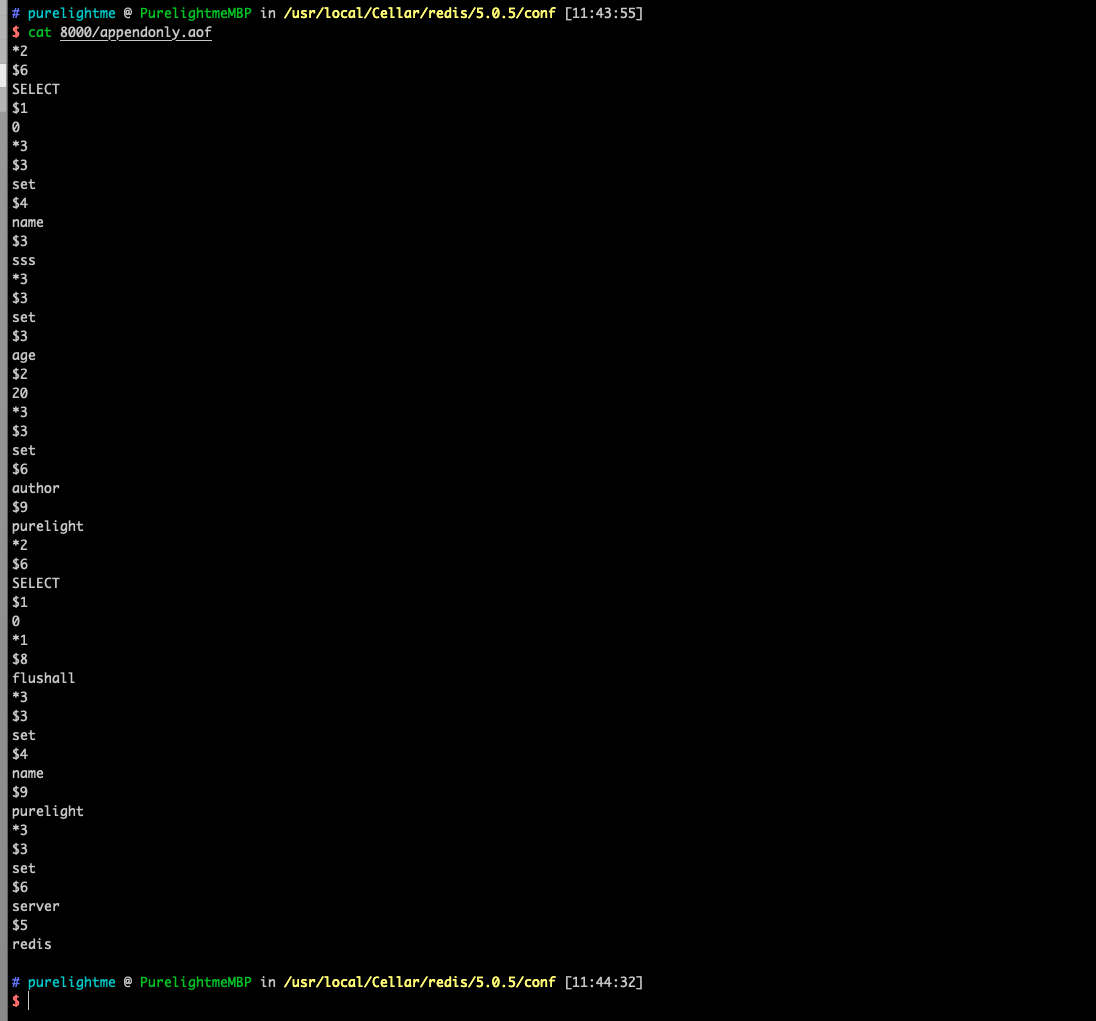 # purelightme @ PurelightmeMBP in /usr/local/Cellar/redis/5.0.5/conf [11:43:55]
$ cat 8000/appendonly.aof
*2
$6
SELECT
$1
0
*3
$3
set
$4
name
$3
sss
*3
$3
set
$3
age
$2
20
*3
$3
set
$6
author
$9
purelight
*2
$6
SELECT
$1
0
*1
$8
flushall
*3
$3
set
$4
name
$9
purelight
*3
$3
set
$6
server
$5
redis
# purelightme @ PurelightmeMBP in /usr/local/Cellar/redis/5.0.5/conf [11:44:32]
$